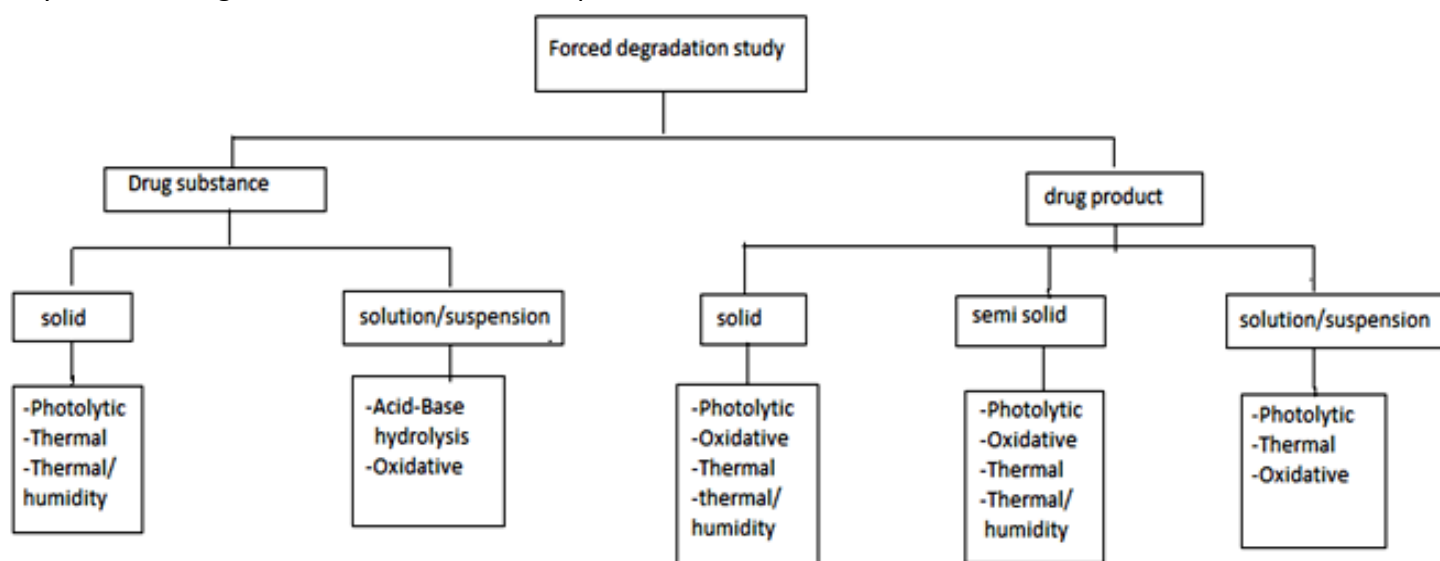 Forced degradation study
Drug substance
drug product
solid
solution/suspension
solid
semi solid
solution/suspension
-Photolytic
-Thermal
-Thermal/
humidity
-Acid-Base
hydrolysis
-Oxidative
-Photolytic
-Oxidative
-Thermal
-thermal/
humidity
-Photolytic
-Oxidative
-Thermal
-Thermal/
humidity
-Photolytic
-Thermal
-Oxidative